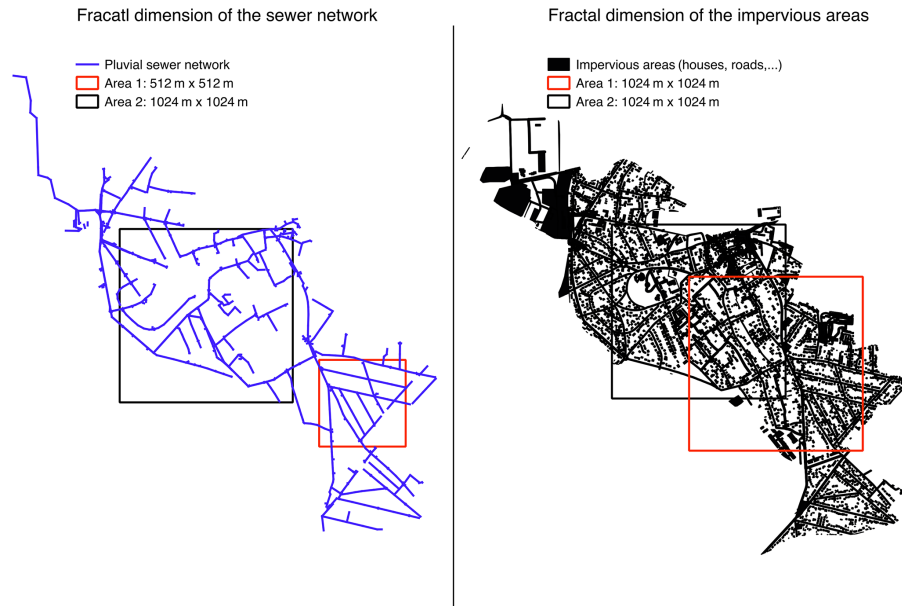 Fracatl dimension of the sewer network
Pluvial sewer network
Area 1: 512 m x 512 m
Area 2: 1024 m x 1024 m
Fractal dimension of the impervious areas
Impervious areas (houses, roads,...)
Area 1: 1024 m x 1024 m
Area 2: 1024 m x 1024 m